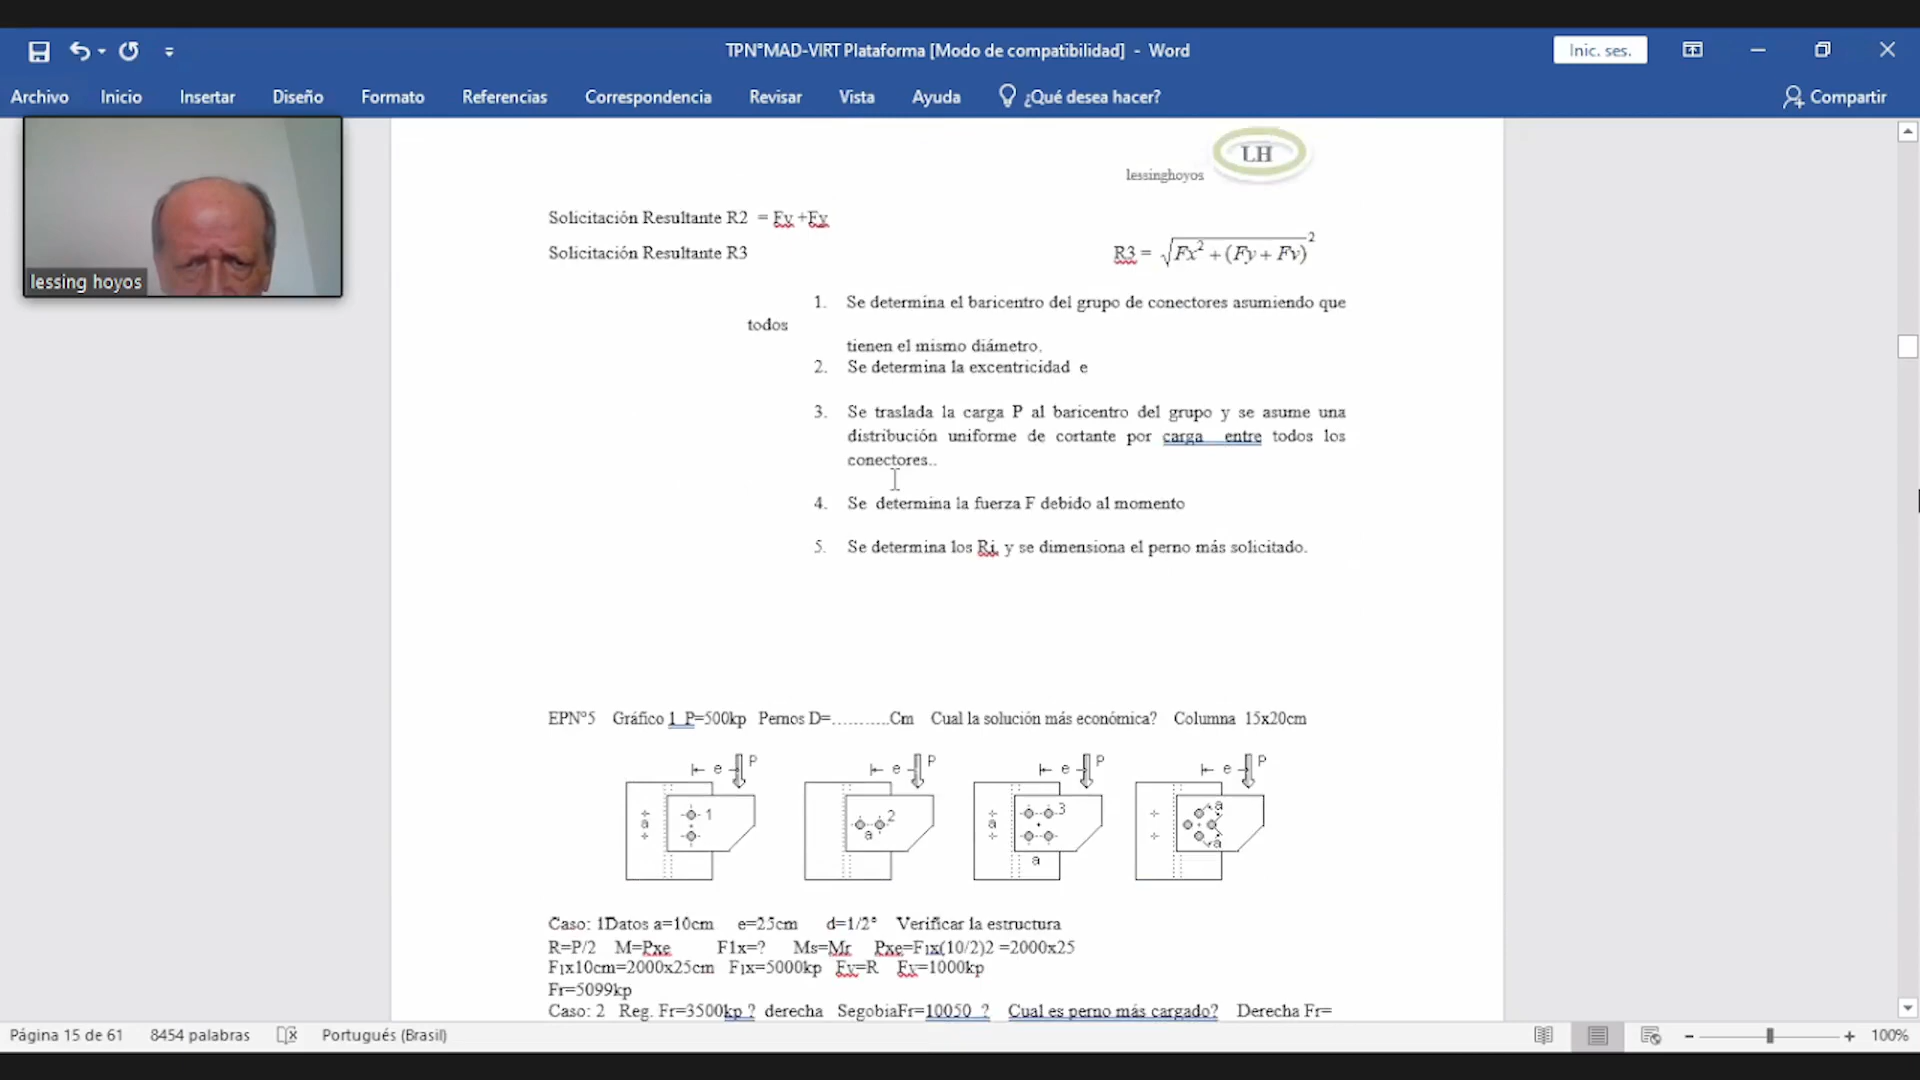 TPN°MAD-VIRT Plataforma [Modo de compatibilidad] - Word
Inic. ses.
Archivo Inicio Insertar Diseño Formato Referencias Correspondencia Revisar Vista Ayuda ¿Qué desea hacer? Compartir
lessing hoyos
LH
lessinghoyos
Solicitación Resultante R2 = Fy +Fv
Solicitación Resultante R3 R3 = √Fx² + (Fy + Fv)²
1. Se determina el baricentro del grupo de conectores asumiendo que
todos
tienen el mismo diámetro.
2. Se determina la excentricidad e
3. Se traslada la carga P al baricentro del grupo y se asume una
distribución uniforme de cortante por carga entre todos los
conectores..
4. Se determina la fuerza F debido al momento
5. Se determina los Ri y se dimensiona el perno más solicitado.
EPN°5 Gráfico 1 P=500kp Pernos D=……….Cm Cual la solución más económica? Columna 15x20cm
e P e P e P e P
a 1 a 2 a 3 a a a
Caso: 1Datos a=10cm e=25cm d=1/2° Verificar la estructura
R=P/2 M=Pxe F1x=? Ms=Mr Pxe=F1x(10/2)2 =2000x25
F1x10cm=2000x25cm F1x=5000kp Fv=R Fv=1000kp
Fr=5099kp
Caso: 2 Reg. Fr=3500kp ? derecha SegobiaFr=10050 ? Cual es perno más cargado? Derecha Fr=
Página 15 de 61 8454 palabras Português (Brasil) 100%